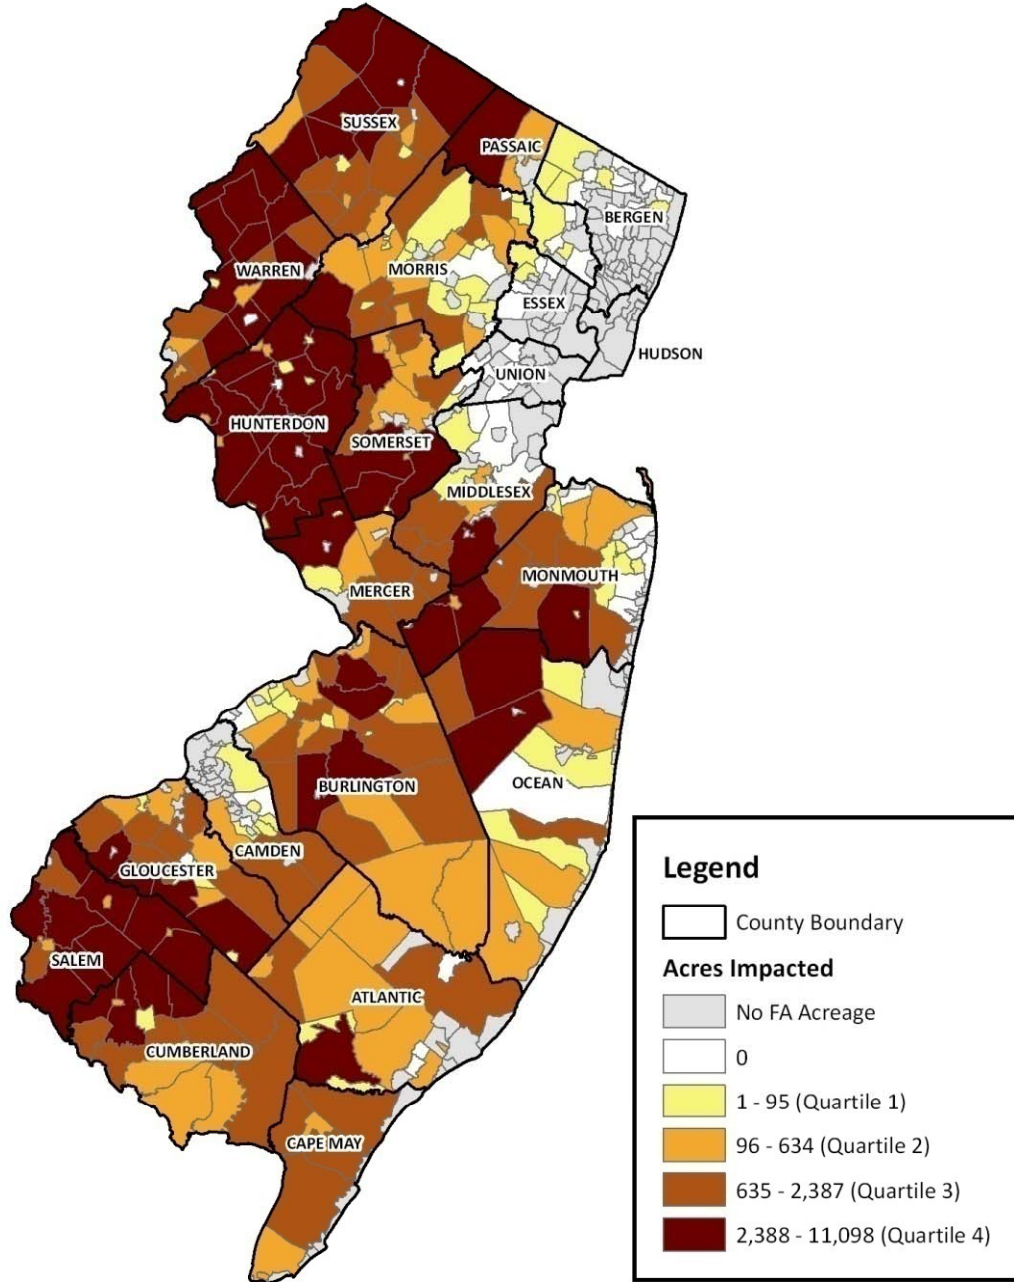 SUSSEX
PASSAIC
BERGEN
WARREN
MORRIS
ESSEX
HUDSON
UNION
HUNTERDON
SOMERSET
MIDDLESEX
MERCER
MONMOUTH
OCEAN
BURLINGTON
CAMDEN
GLOUCESTER
SALEM
ATLANTIC
CUMBERLAND
CAPE MAY
Legend
County Boundary
Acres Impacted
No FA Acreage
0
1 - 95 (Quartile 1)
96 - 634 (Quartile 2)
635 - 2,387 (Quartile 3)
2,388 - 11,098 (Quartile 4)